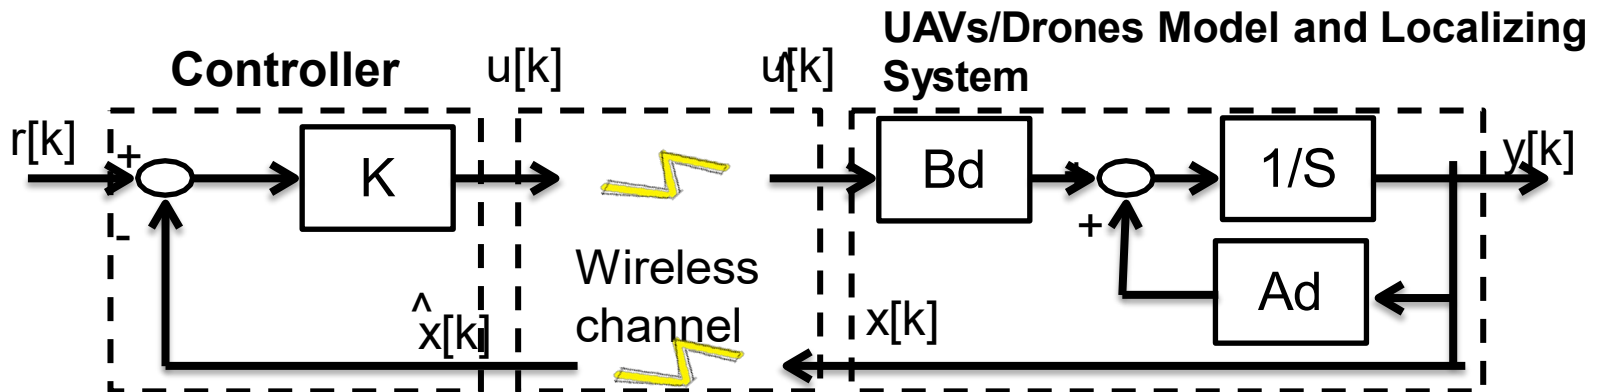 UAVs/Drones Model and Localizing
System
Controller
u[k]
û[k]
r[k]
+
-
K
Bd
+
+
1/S
y[k]
Ad
Wireless
channel
x̂[k]
x[k]